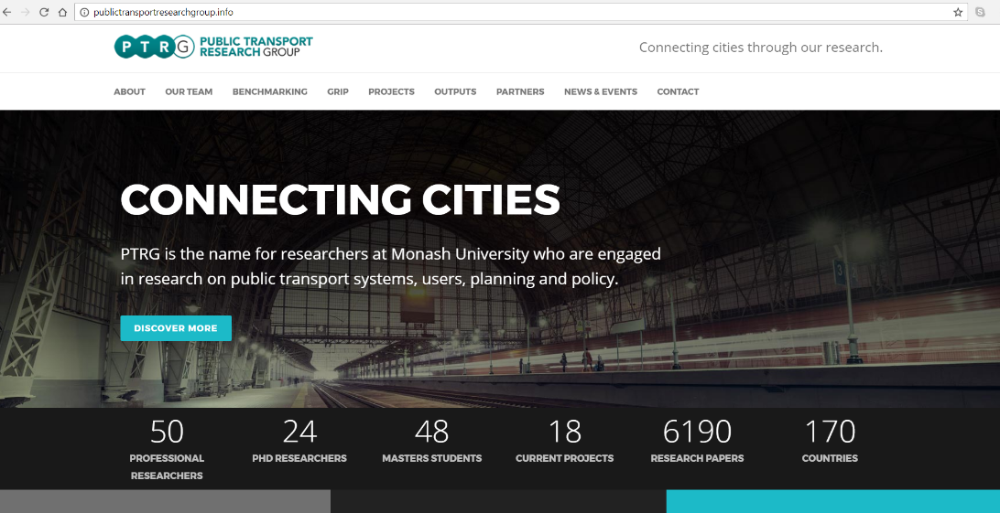 publictransportresearchgroup.info
PTRG PUBLIC TRANSPORT
RESEARCH GROUP
Connecting cities through our research.
ABOUT OUR TEAM BENCHMARKING GRIP PROJECTS OUTPUTS PARTNERS NEWS & EVENTS CONTACT
CONNECTING CITIES
PTRG is the name for researchers at Monash University who are engaged
in research on public transport systems, users, planning and policy.
3
DISCOVER MORE
50 24 48 18 6190 170
PROFESSIONAL PHD RESEARCHERS MASTERS STUDENTS CURRENT PROJECTS RESEARCH PAPERS COUNTRIES
RESEARCHERS